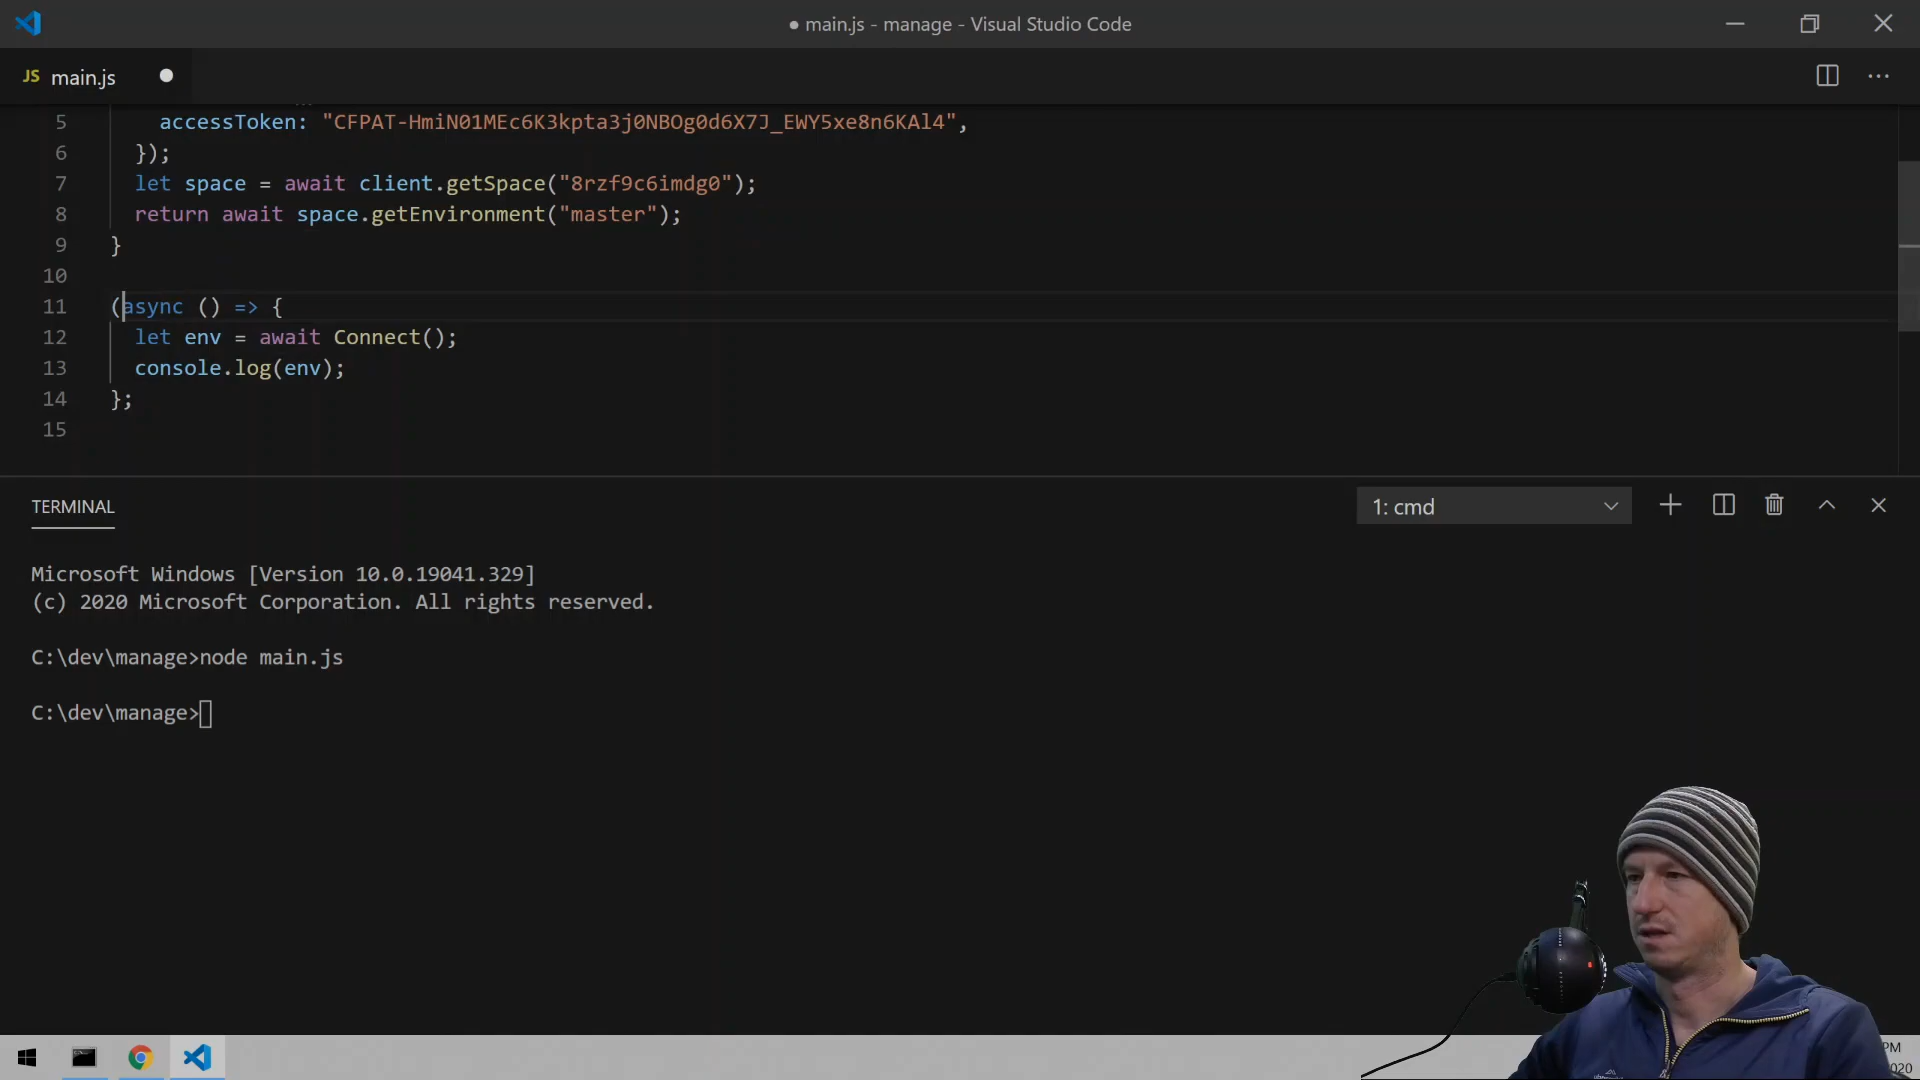 ● main.js - manage - Visual Studio Code
JS main.js
5 accessToken: "CFPAT-HmiN01MEc6K3kpta3j0NBOg0d6X7J_EWY5xe8n6KAl4",
6 });
7 let space = await client.getSpace("8rzf9c6imdg0");
8 return await space.getEnvironment("master");
9 }
10
11 (async () => {
12 let env = await Connect();
13 console.log(env);
14 };
15
TERMINAL
1: cmd
Microsoft Windows [Version 10.0.19041.329]
(c) 2020 Microsoft Corporation. All rights reserved.
C:\dev\manage>node main.js
C:\dev\manage>
PM
020